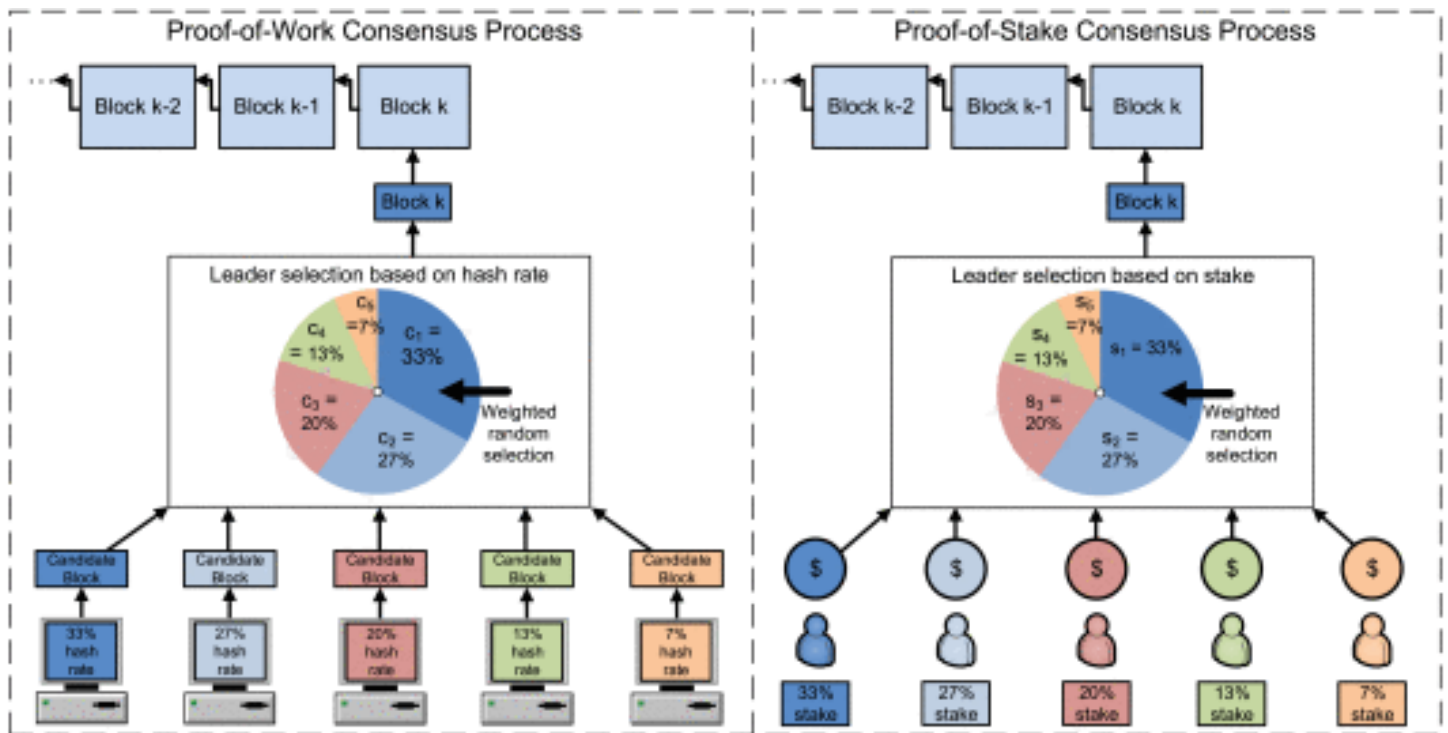 Proof-of-Work Consensus Process
Block k-2
Block k-1
Block k
Block k
Leader selection based on hash rate
c₅
=7%
c₄
= 13%
c₁ =
33%
c₃ =
20%
c₂ =
27%
Weighted
random
selection
Candidate
Block
Candidate
Block
Candidate
Block
Candidate
Block
Candidate
Block
33%
hash
rate
27%
hash
rate
20%
hash
rate
13%
hash
rate
7%
hash
rate
Proof-of-Stake Consensus Process
Block k-2
Block k-1
Block k
Block k
Leader selection based on stake
s₅
=7%
s₄
= 13%
s₁ = 33%
s₃ =
20%
s₂ =
27%
Weighted
random
selection
$
$
$
$
$
33%
stake
27%
stake
20%
stake
13%
stake
7%
stake